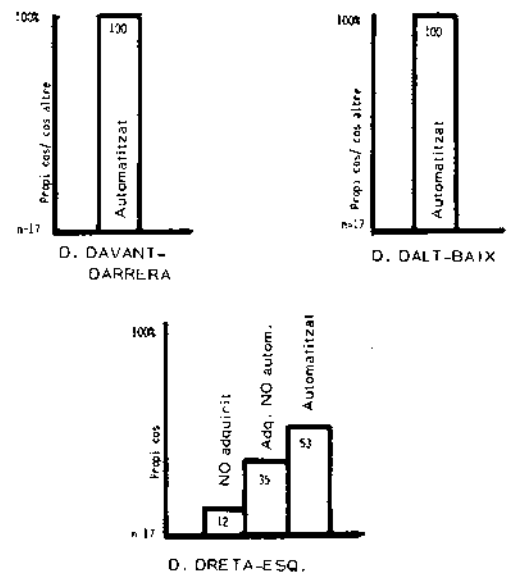 100%
100
Propi cos/ cos altre
Automatitzat
n=17
D. DAVANT-
DARRERA
100%
100
Propi cos/ cos altre
Automatitzat
n=17
D. DALT-BAIX
100%
NO adquirit
Adq. NO autom.
Automatitzat
Propi cos
12
35
53
n 17
D. DRETA-ESQ.